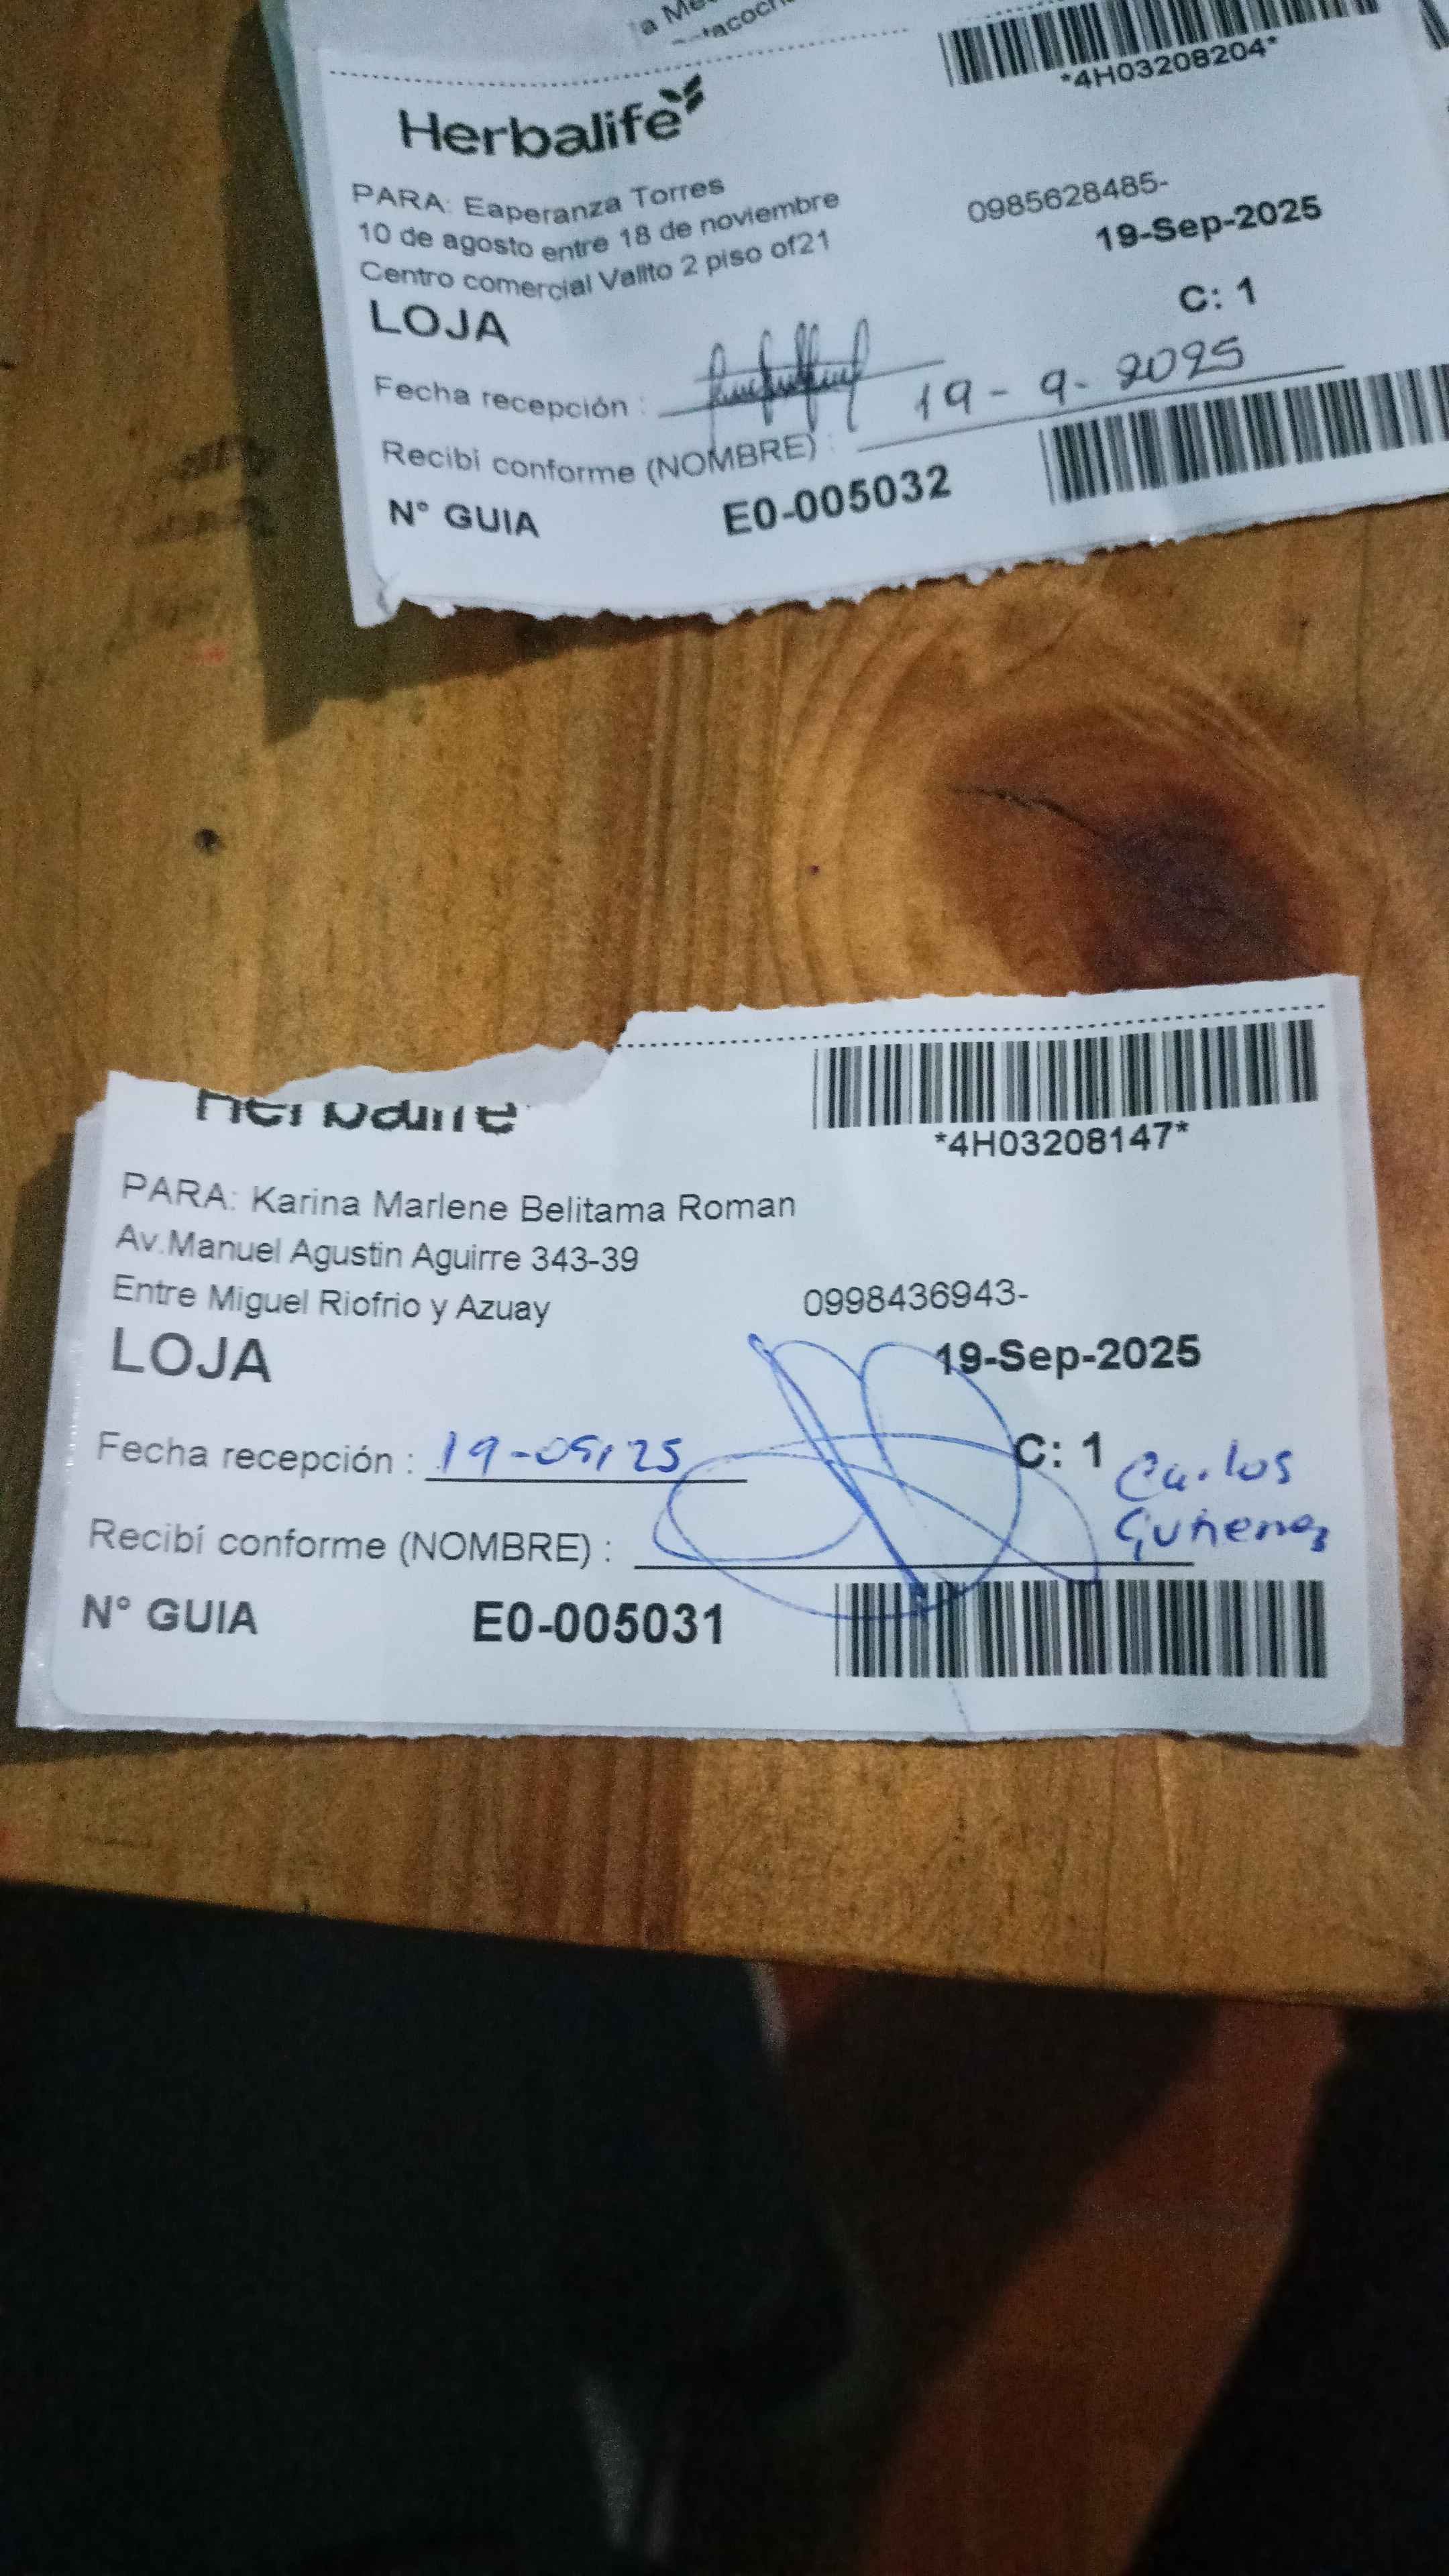 *4H03208204*
Herbalife
PARA: Eaperanza Torres
10 de agosto entre 18 de noviembre
0985628485-
Centro comercial Vallto 2 piso of21
19-Sep-2025
LOJA
C: 1
Fecha recepción :
19-9-2025
Recibí conforme (NOMBRE) :
N° GUIA E0-005032
Herbalife
*4H03208147*
PARA: Karina Marlene Belitama Roman
Av.Manuel Agustin Aguirre 343-39
Entre Miguel Riofrio y Azuay
0998436943-
LOJA
19-Sep-2025
Fecha recepción : 19-09/25
C: 1
Carlos
Recibí conforme (NOMBRE) :
N° GUIA E0-005031